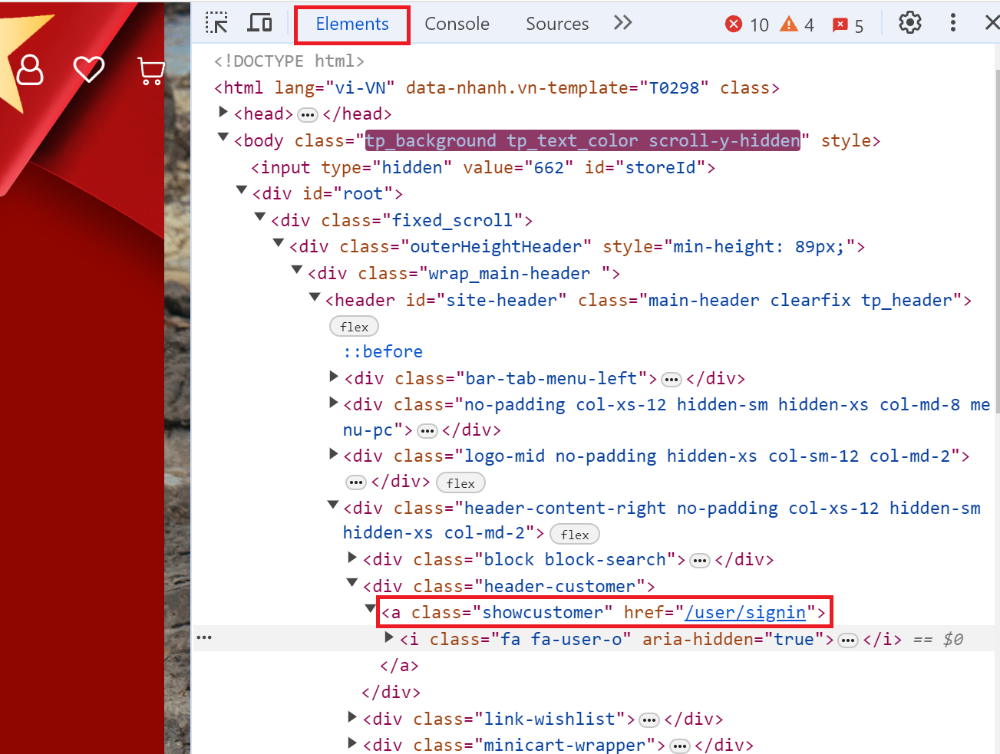 Elements Console Sources 10 4 5
<!DOCTYPE html>
<html lang="vi-VN" data-nhanh.vn-template="T0298" class>
<head> ••• </head>
<body class="tp_background tp_text_color scroll-y-hidden" style>
<input type="hidden" value="662" id="storeId">
<div id="root">
<div class="fixed_scroll">
<div class="outerHeightHeader" style="min-height: 89px;">
<div class="wrap_main-header ">
<header id="site-header" class="main-header clearfix tp_header">
flex
::before
<div class="bar-tab-menu-left"> ••• </div>
<div class="no-padding col-xs-12 hidden-sm hidden-xs col-md-8 me
nu-pc"> ••• </div>
<div class="logo-mid no-padding hidden-xs col-sm-12 col-md-2">
••• </div> flex
<div class="header-content-right no-padding col-xs-12 hidden-sm
hidden-xs col-md-2"> flex
<div class="block block-search"> ••• </div>
<div class="header-customer">
<a class="showcustomer" href="/user/signin">
••• <i class="fa fa-user-o" aria-hidden="true"> ••• </i> == $0
</a>
</div>
<div class="link-wishlist"> ••• </div>
<div class="minicart-wrapper"> ••• </div>